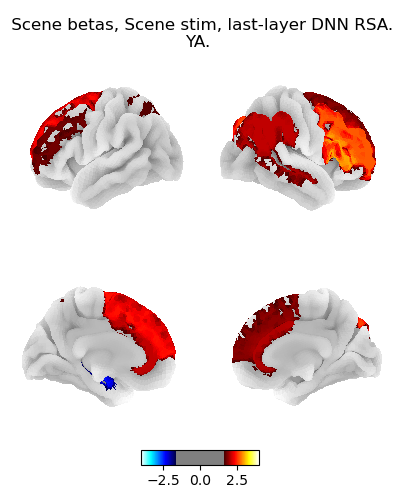 Scene betas, Scene stim, last-layer DNN RSA.
YA.
−2.5 0.0 2.5